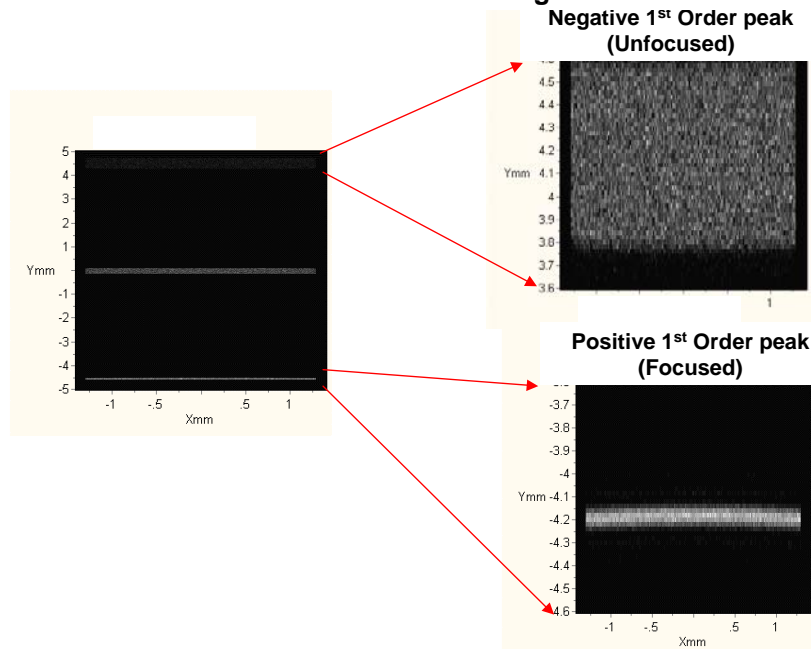 Negative 1st Order peak
(Unfocused)
4.4
4.3
4.2
Ymm 4.1
4
3.9
3.8
3.7
3.6
1
5
4
3
2
1
Ymm
-1
-2
-3
-4
-5
-1 -.5 .5 1
Xmm
Positive 1st Order peak
(Focused)
-3.7
-3.8
-3.9
-4
Ymm -4.1
-4.2
-4.3
-4.4
-4.5
-4.6
-1 -.5 .5 1
Xmm